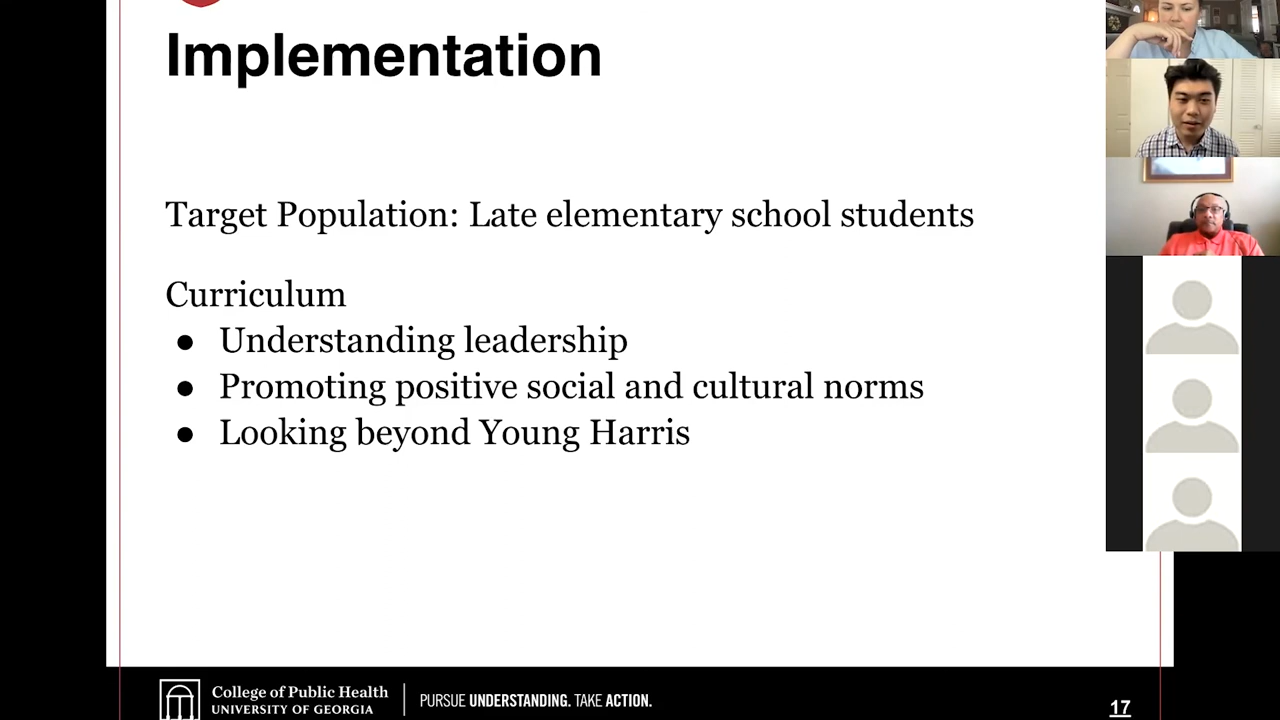 Implementation
Target Population: Late elementary school students
Curriculum
● Understanding leadership
● Promoting positive social and cultural norms
● Looking beyond Young Harris
College of Public Health
UNIVERSITY OF GEORGIA
PURSUE UNDERSTANDING. TAKE ACTION.
17